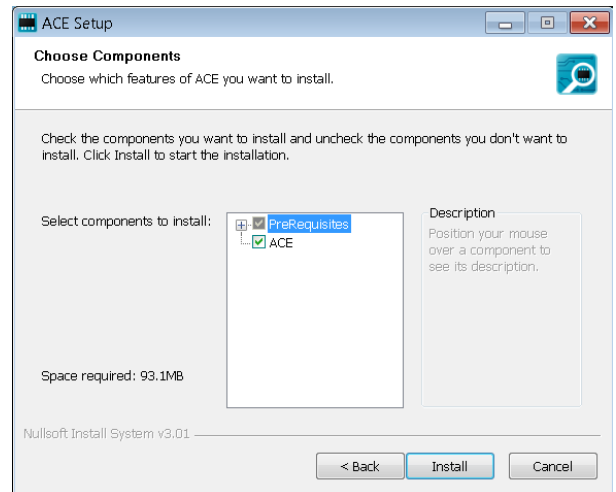 ACE Setup
Choose Components
Choose which features of ACE you want to install.
Check the components you want to install and uncheck the components you don't want to
install. Click Install to start the installation.
Select components to install:
PreRequisites
ACE
Description
Position your mouse
over a component to
see its description.
Space required: 93.1MB
Nullsoft Install System v3.01
< Back
Install
Cancel